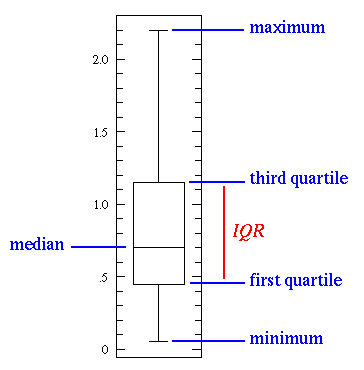 maximum
2.0
1.5
third quartile
1.0
IQR
median
.5
first quartile
minimum
0